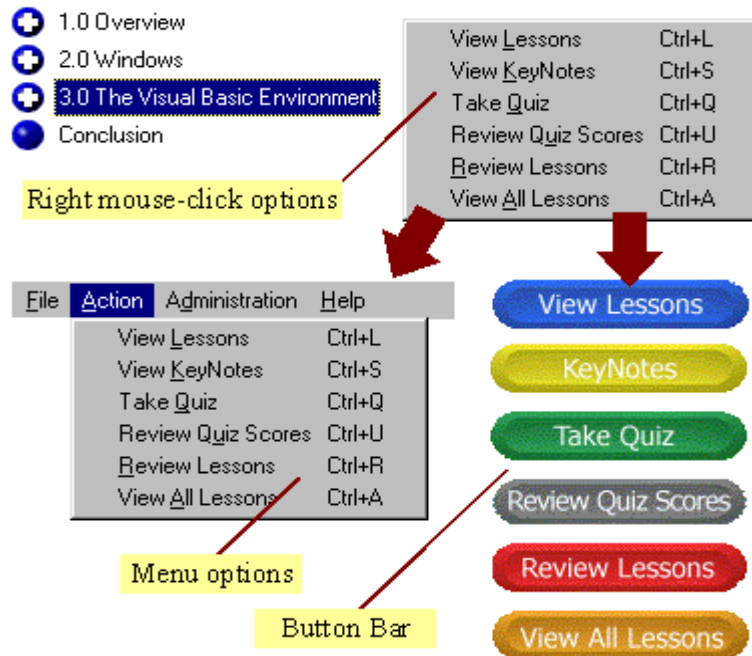 1.0 Overview
2.0 Windows
3.0 The Visual Basic Environment
Conclusion
View Lessons Ctrl+L
View KeyNotes Ctrl+S
Take Quiz Ctrl+Q
Review Quiz Scores Ctrl+U
Review Lessons Ctrl+R
View All Lessons Ctrl+A
Right mouse-click options
File Action Administration Help
View Lessons Ctrl+L
View KeyNotes Ctrl+S
Take Quiz Ctrl+Q
Review Quiz Scores Ctrl+U
Review Lessons Ctrl+R
View All Lessons Ctrl+A
Menu options
View Lessons
KeyNotes
Take Quiz
Review Quiz Scores
Review Lessons
View All Lessons
Button Bar